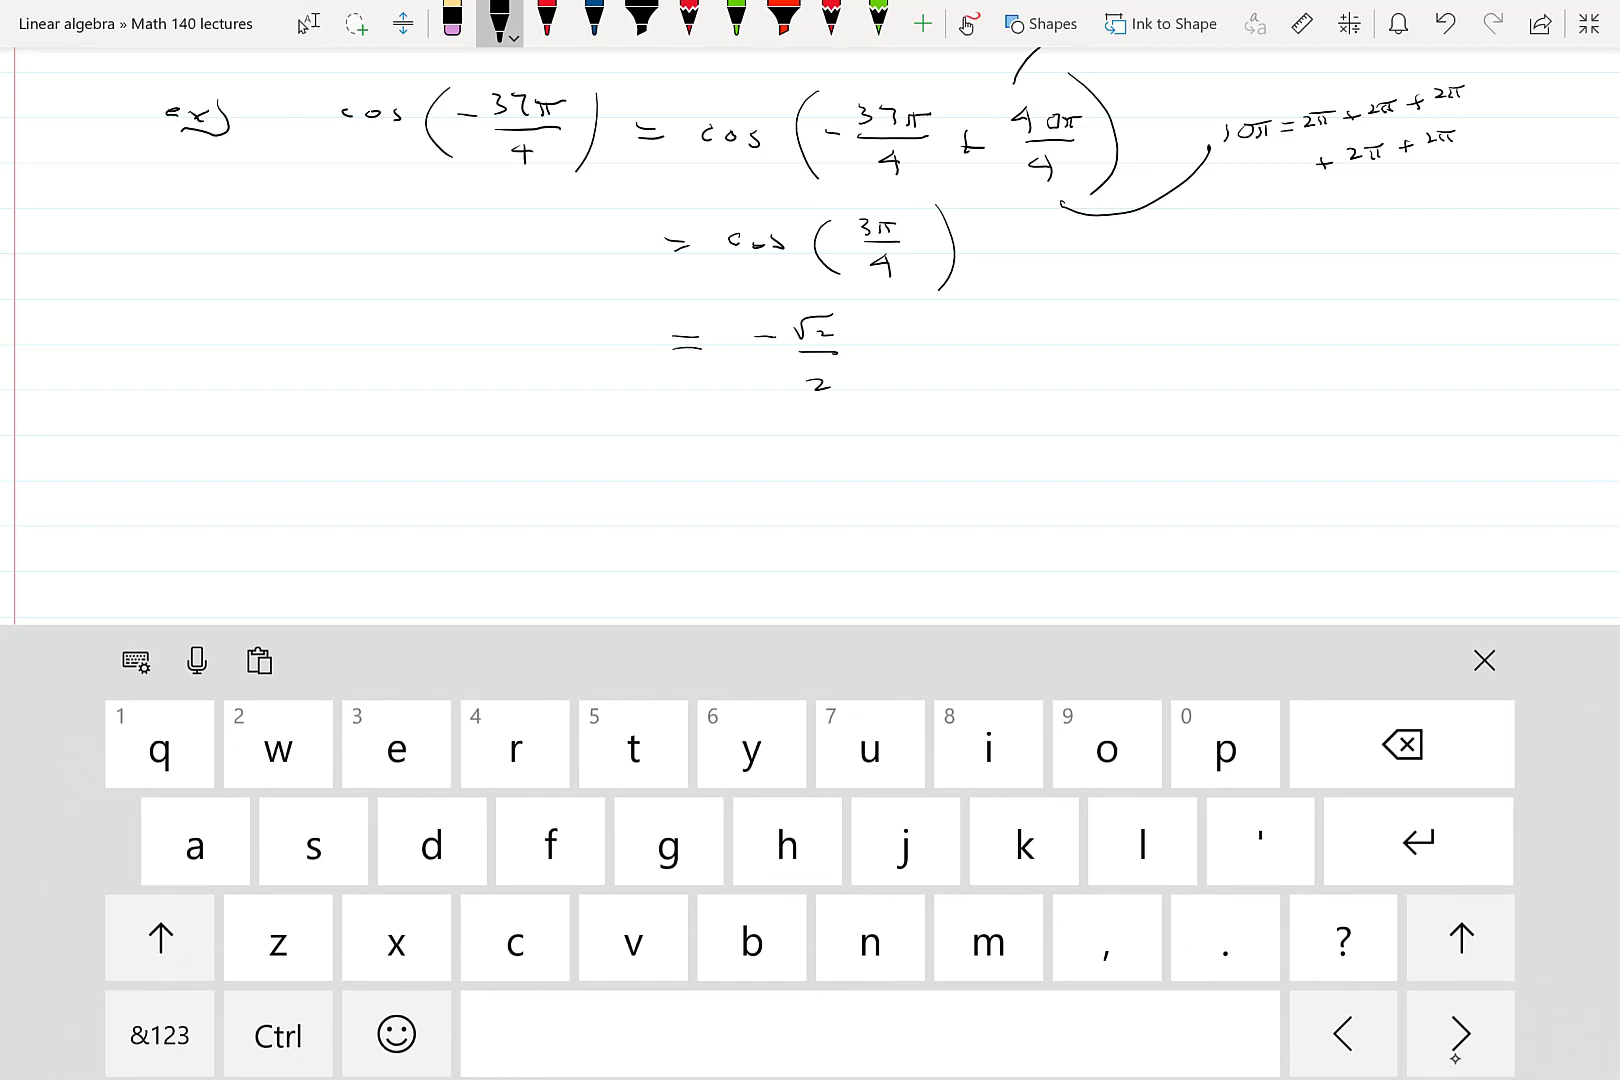 Linear algebra » Math 140 lectures
Shapes
Ink to Shape
ex) cos (- 37π/4) = cos (- 37π/4 + 40π/4)
10π = 2π + 2π + 2π
+ 2π + 2π
= cos (3π/4)
= - √2/2
1 2 3 4 5 6 7 8 9 0
q w e r t y u i o p
a s d f g h j k l '
z x c v b n m , . ?
&123 Ctrl